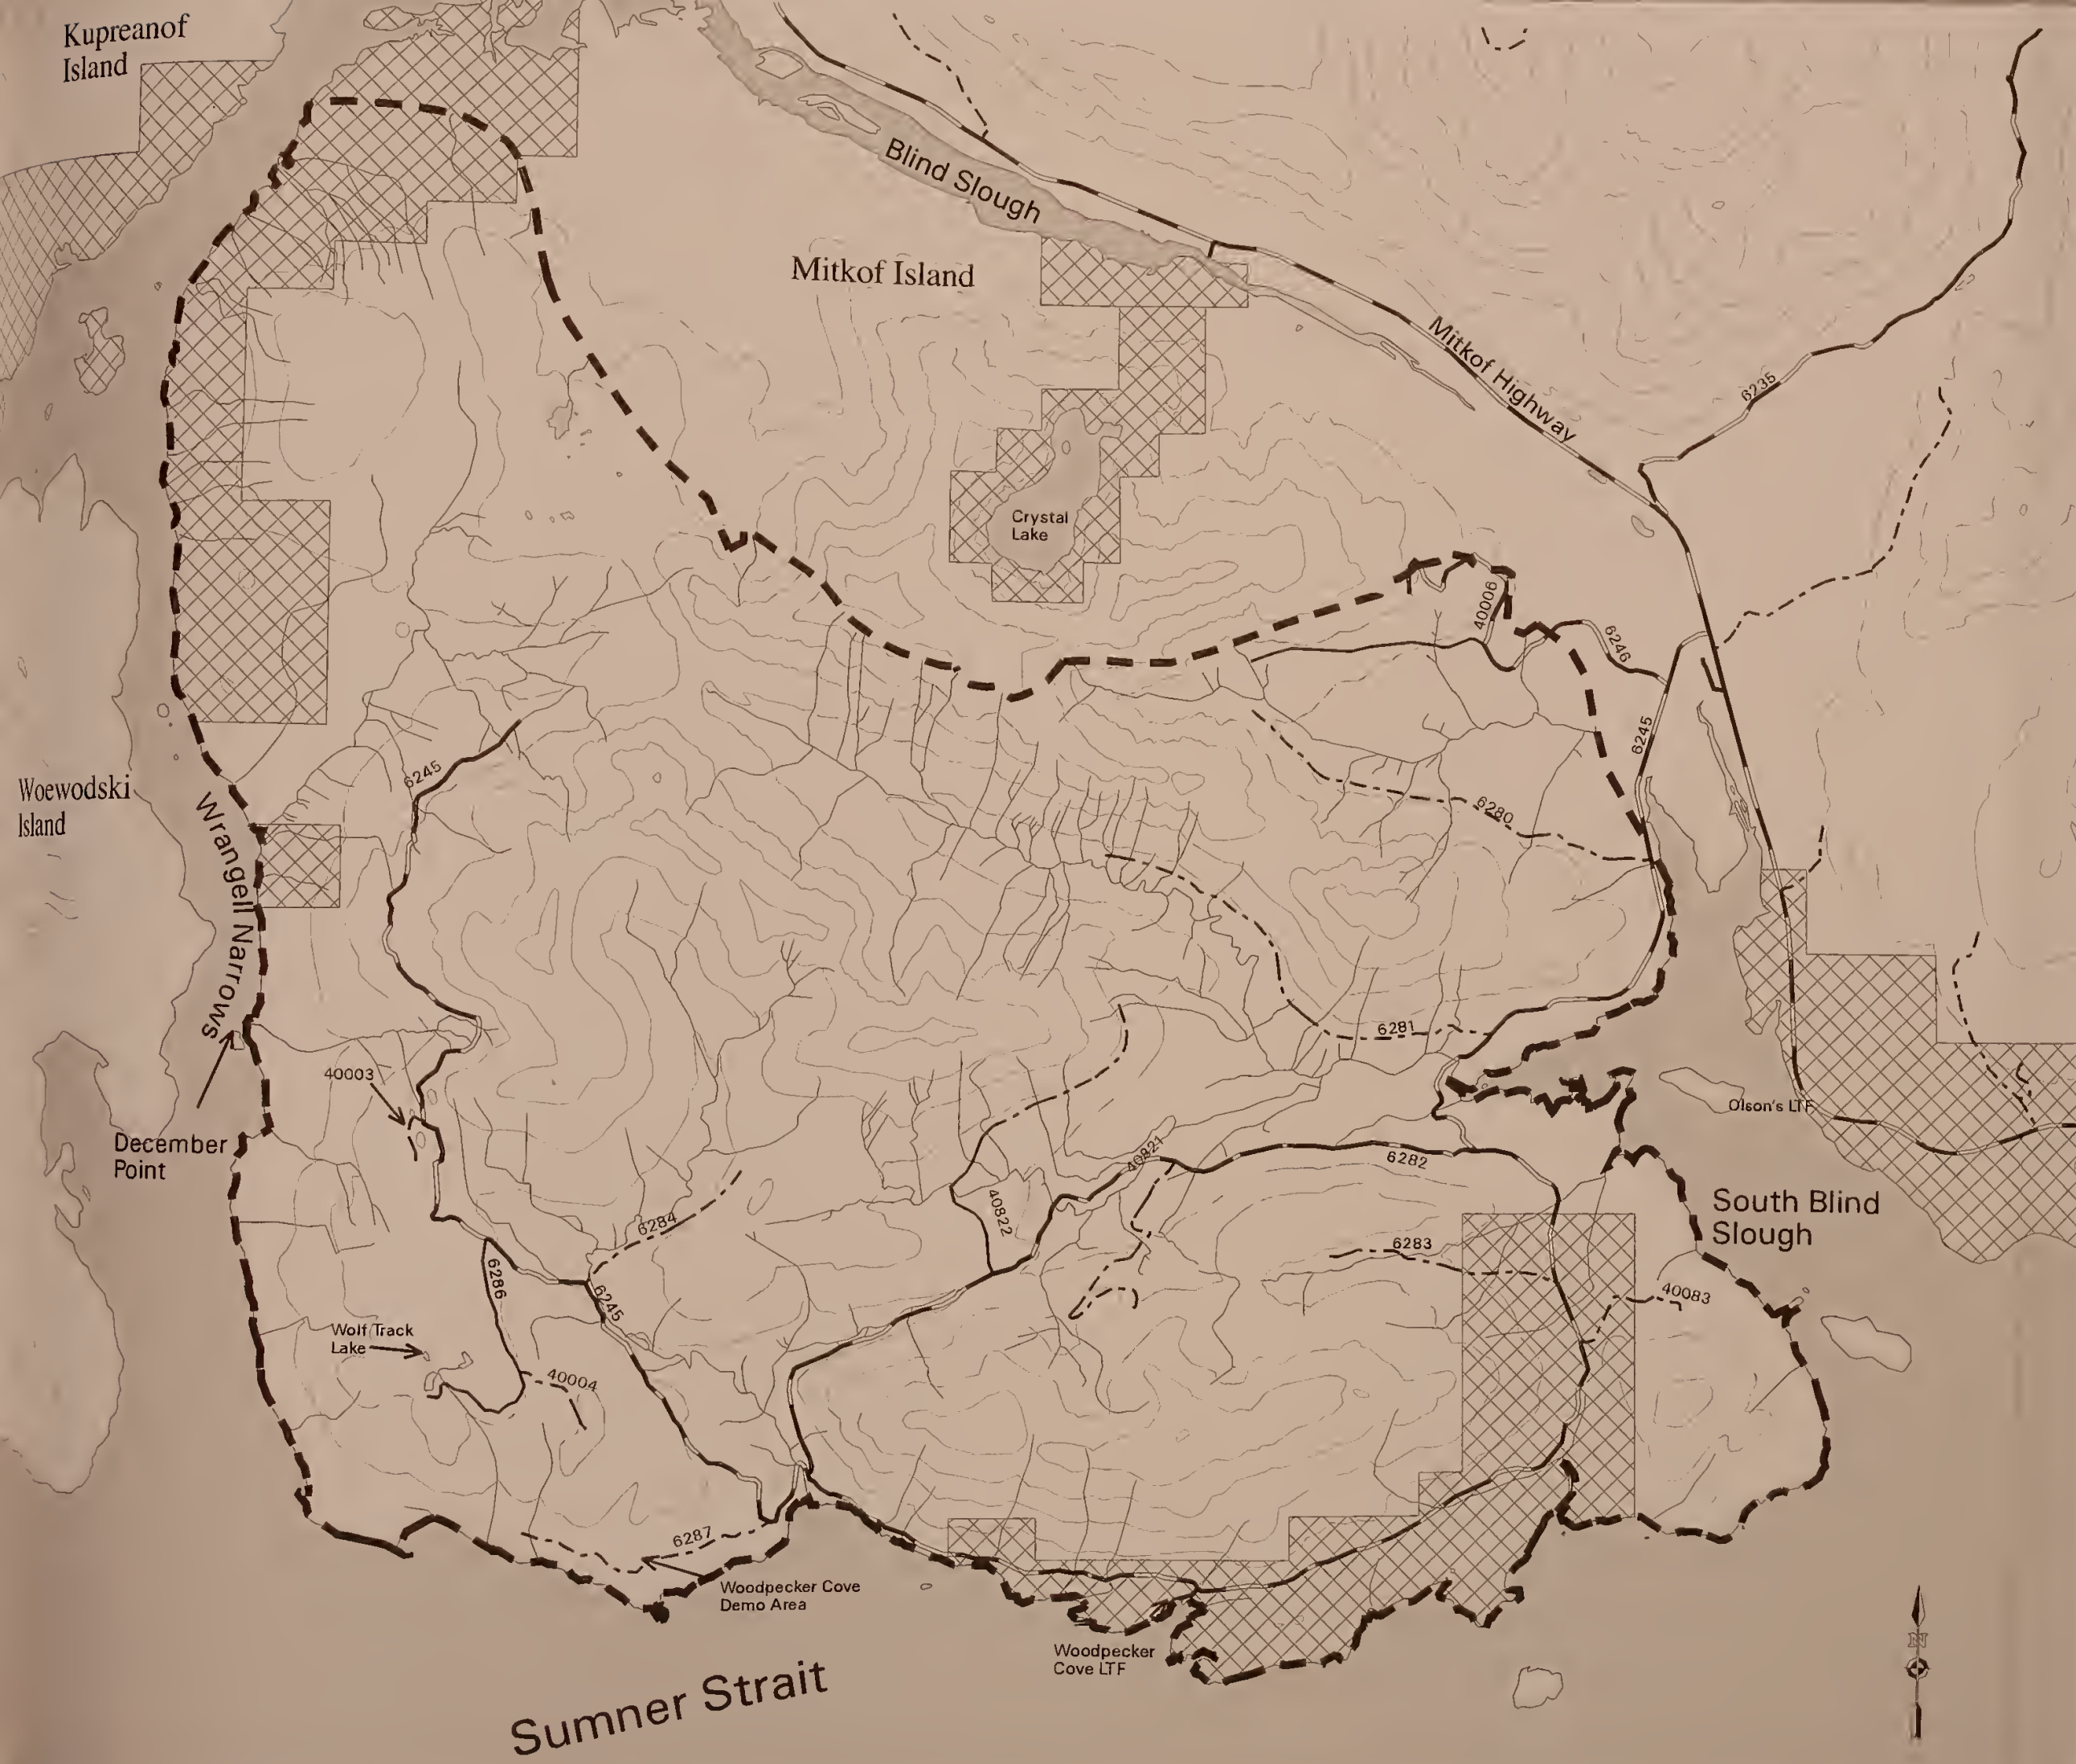 Kupreanof
Island
Blind Slough
Mitkof Island
Mitkof Highway
6235
Crystal
Lake
40006
6246
6245
6245
Woewodski
Island
6280
Wrangell Narrows
6281
40003
Olson's LTF
December
Point
40821
6282
40822
South Blind
Slough
6284
6283
6286
6245
40083
Wolf Track
Lake
40004
6287
Woodpecker Cove
Demo Area
Woodpecker
Cove LTF
Sumner Strait
N